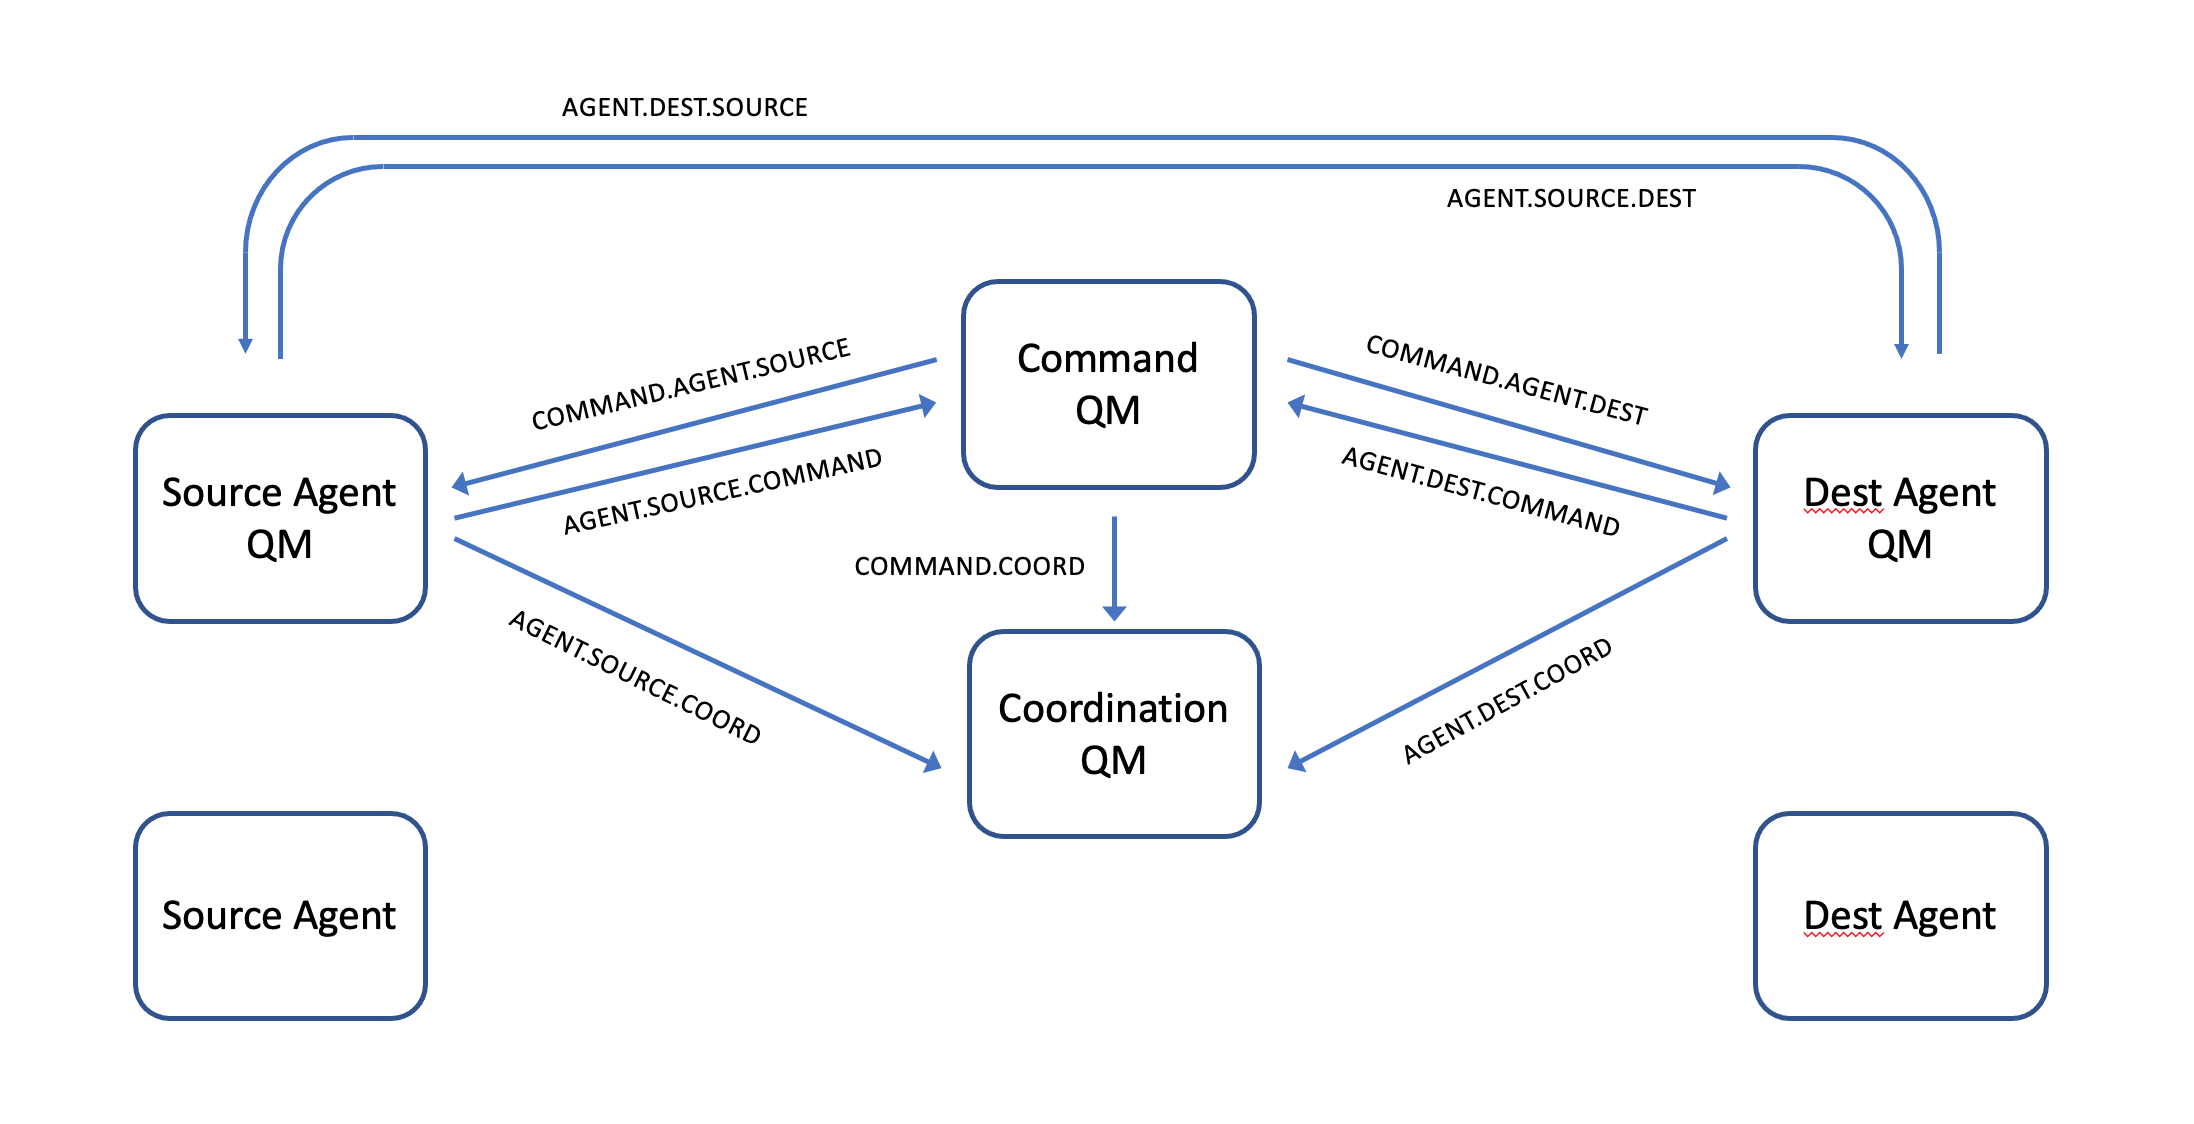 AGENT.DEST.SOURCE
AGENT.SOURCE.DEST
Command
QM
COMMAND.AGENT.SOURCE
COMMAND.AGENT.DEST
AGENT.SOURCE.COMMAND
AGENT.DEST.COMMAND
Source Agent
QM
Dest Agent
QM
COMMAND.COORD
AGENT.SOURCE.COORD
AGENT.DEST.COORD
Coordination
QM
Source Agent
Dest Agent